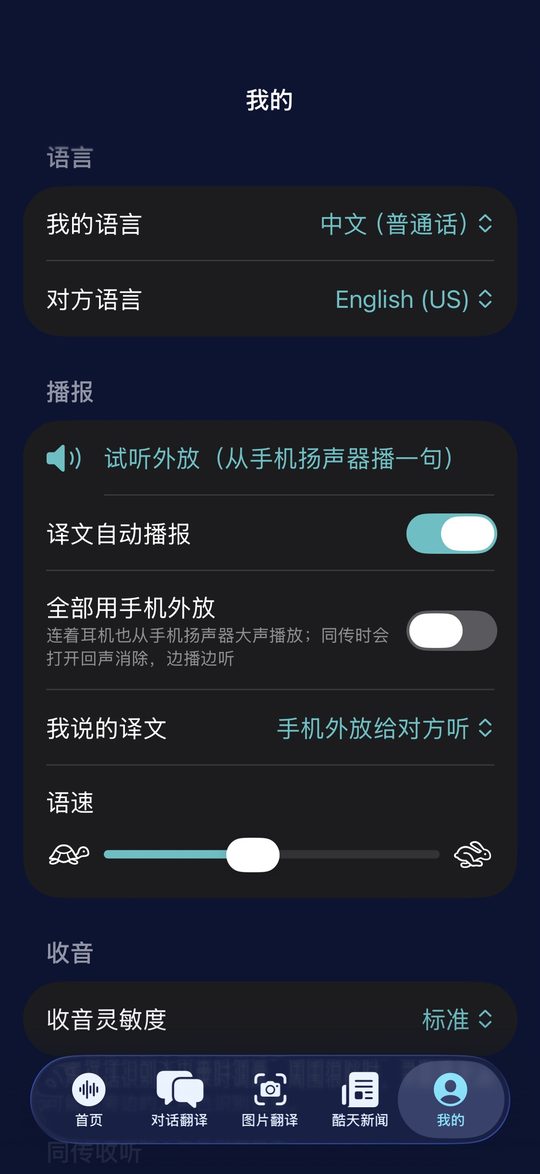 我的
语言
我的语言
中文 (普通话)
对方语言
English (US)
播报
试听外放（从手机扬声器播一句）
译文自动播报
全部用手机外放
连着耳机也从手机扬声器大声播放；同传时会
打开回声消除，边播边听
我说的译文
手机外放给对方听
语速
收音
收音灵敏度
标准
首页
对话翻译
图片翻译
酷天新闻
我的
同传收听